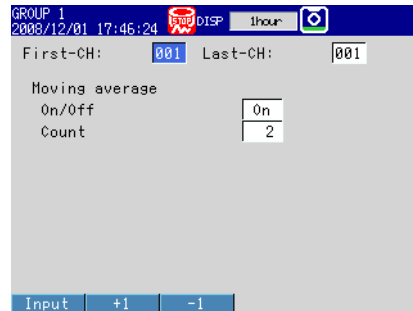 GROUP 1
2008/12/01 17:46:24 STOP DISP 1hour
First-CH: 001 Last-CH: 001
Moving average
On/Off On
Count 2
Input +1 -1